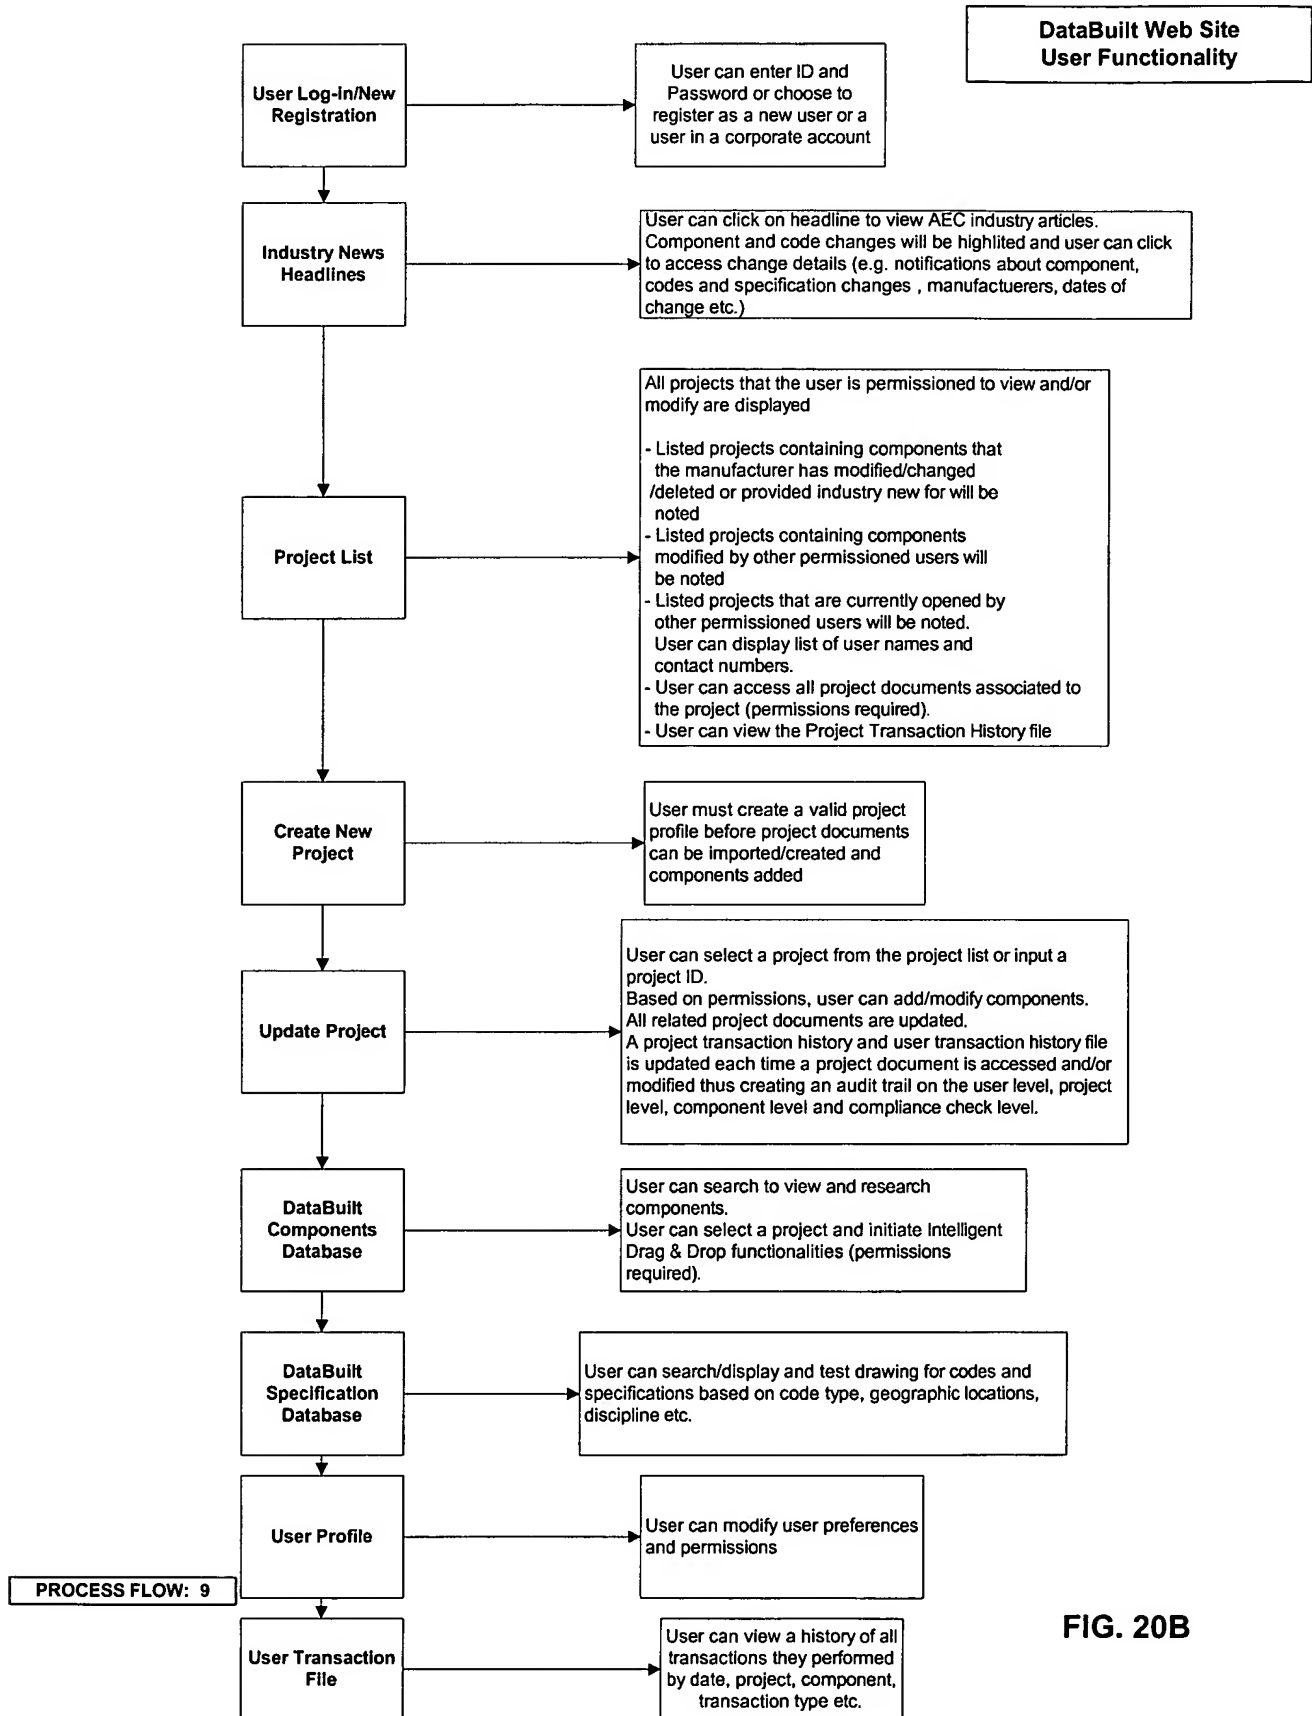 DataBuilt Web Site
User Functionality
User Log-In/New
Registration
User can enter ID and
Password or choose to
register as a new user or a
user in a corporate account
Industry News
Headlines
User can click on headline to view AEC industry articles.
Component and code changes will be highlited and user can click
to access change details (e.g. notifications about component,
codes and specification changes , manufactuerers, dates of
change etc.)
Project List
All projects that the user is permissioned to view and/or
modify are displayed
- Listed projects containing components that
the manufacturer has modified/changed
/deleted or provided industry new for will be
noted
- Listed projects containing components
modified by other permissioned users will
be noted
- Listed projects that are currently opened by
other permissioned users will be noted.
User can display list of user names and
contact numbers.
- User can access all project documents associated to
the project (permissions required).
- User can view the Project Transaction History file
Create New
Project
User must create a valid project
profile before project documents
can be imported/created and
components added
Update Project
User can select a project from the project list or input a
project ID.
Based on permissions, user can add/modify components.
All related project documents are updated.
A project transaction history and user transaction history file
is updated each time a project document is accessed and/or
modified thus creating an audit trail on the user level, project
level, component level and compliance check level.
DataBuilt
Components
Database
User can search to view and research
components.
User can select a project and initiate Intelligent
Drag & Drop functionalities (permissions
required).
DataBuilt
Specification
Database
User can search/display and test drawing for codes and
specifications based on code type, geographic locations,
discipline etc.
User Profile
User can modify user preferences
and permissions
PROCESS FLOW: 9
User Transaction
File
User can view a history of all
transactions they performed
by date, project, component,
transaction type etc.
FIG. 20B